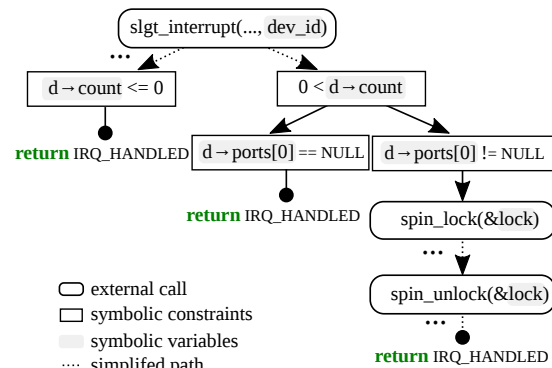 slgt_interrupt(..., dev_id)
...
d→count <= 0
0 < d→count
return IRQ_HANDLED
d→ports[0] == NULL
d→ports[0] != NULL
return IRQ_HANDLED
spin_lock(&lock)
...
spin_unlock(&lock)
...
return IRQ_HANDLED
external call
symbolic constraints
symbolic variables
simplifed path